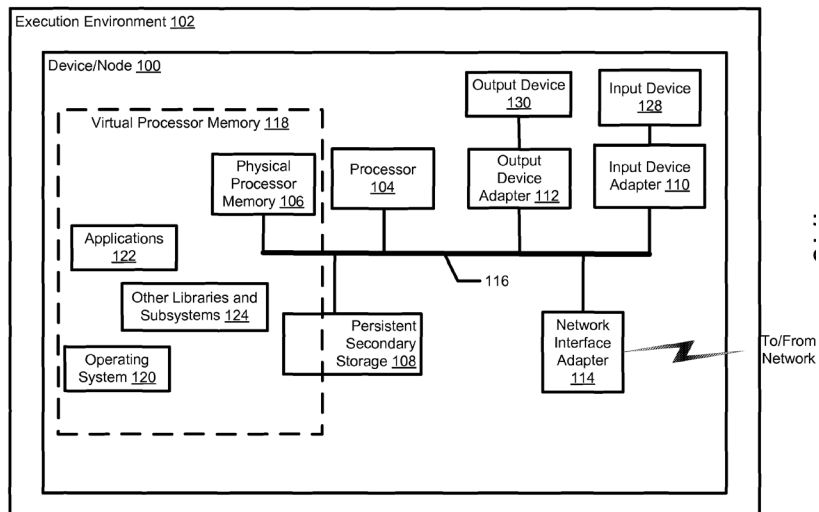 Execution Environment 102
Device/Node 100
Output Device
130
Input Device
128
Virtual Processor Memory 118
Physical
Processor
Memory 106
Processor
104
Output
Device
Adapter 112
Input Device
Adapter 110
Applications
122
116
Other Libraries and
Subsystems 124
Persistent
Secondary
Storage 108
Network
Interface
Adapter
114
To/From
Network
Operating
System 120